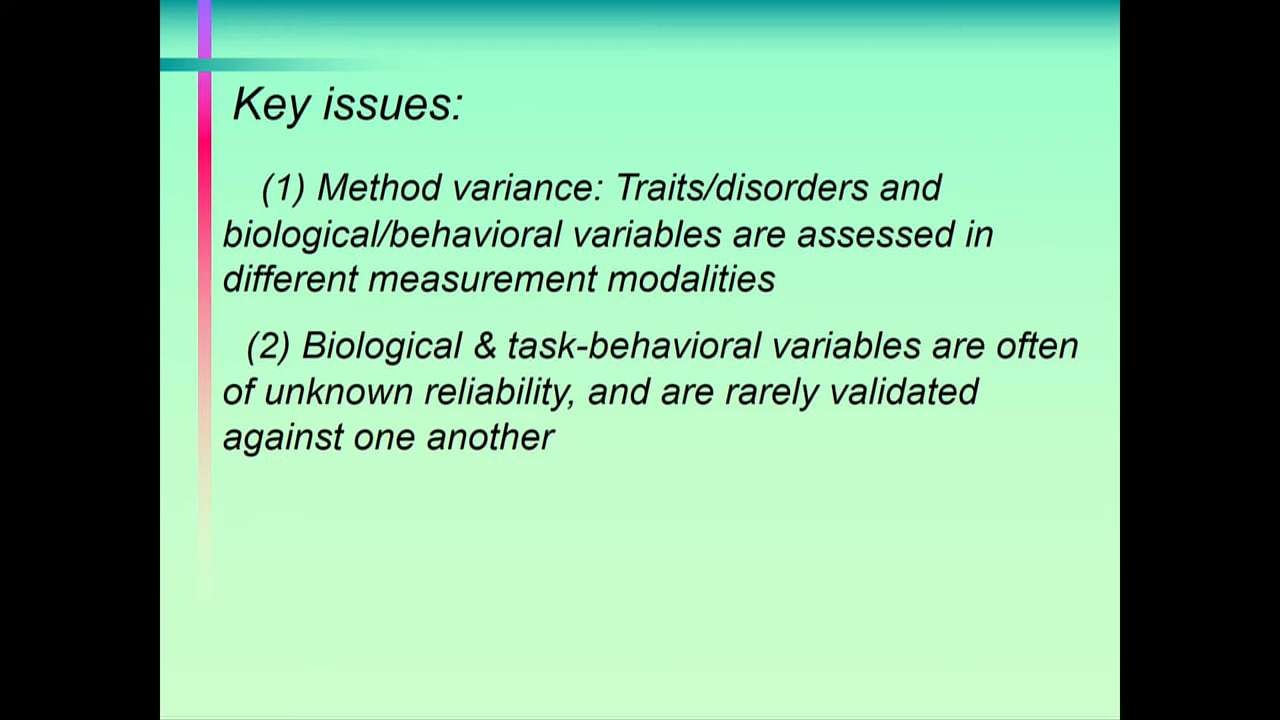 Key issues:
(1) Method variance: Traits/disorders and
biological/behavioral variables are assessed in
different measurement modalities
(2) Biological & task-behavioral variables are often
of unknown reliability, and are rarely validated
against one another